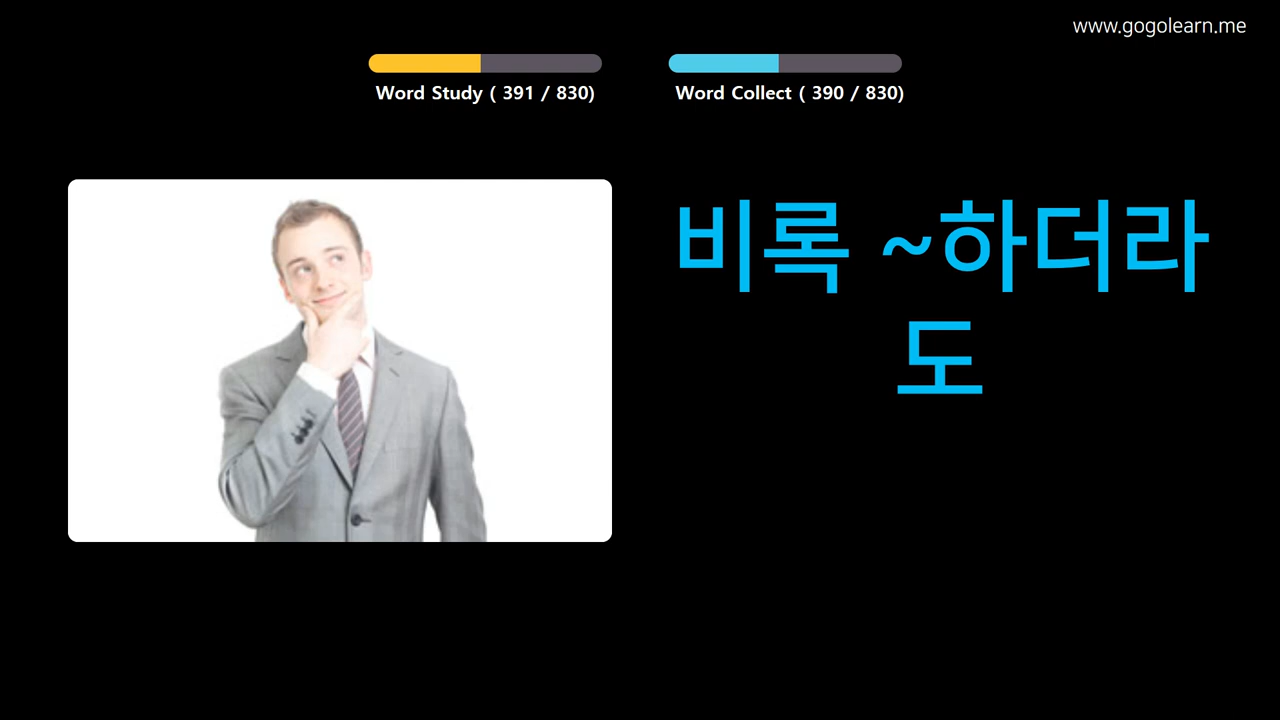 www.gogolearn.me
Word Study ( 391 / 830)
Word Collect ( 390 / 830)
비록 ~하더라
도